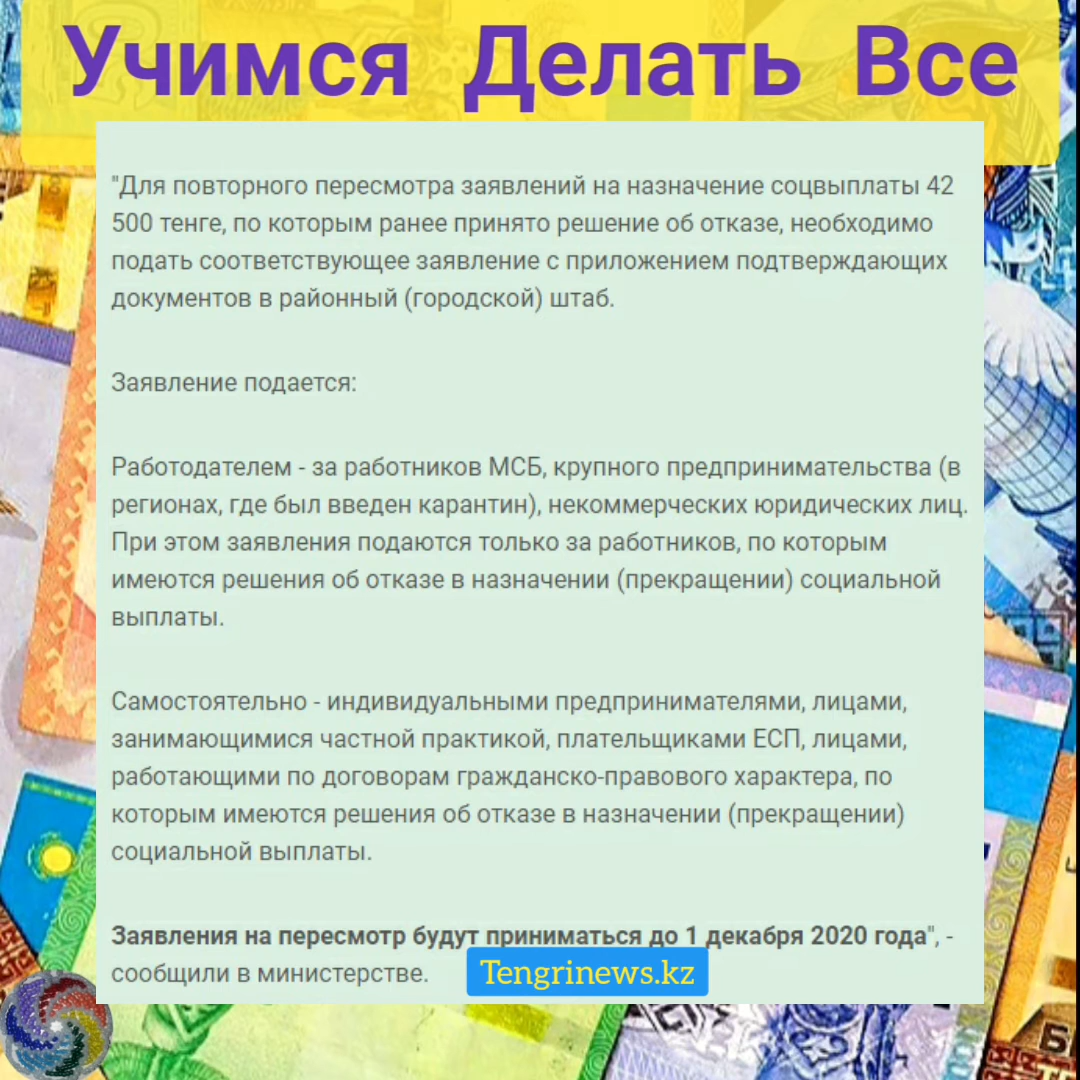 Учимся Делать Все
"Для повторного пересмотра заявлений на назначение соцвыплаты 42
500 тенге, по которым ранее принято решение об отказе, необходимо
подать соответствующее заявление с приложением подтверждающих
документов в районный (городской) штаб.
Заявление подается:
Работодателем - за работников МСБ, крупного предпринимательства (в
регионах, где был введен карантин), некоммерческих юридических лиц.
При этом заявления подаются только за работников, по которым
имеются решения об отказе в назначении (прекращении) социальной
выплаты.
Самостоятельно - индивидуальными предпринимателями, лицами,
занимающимися частной практикой, плательщиками ЕСП, лицами,
работающими по договорам гражданско-правового характера, по
которым имеются решения об отказе в назначении (прекращении)
социальной выплаты.
Заявления на пересмотр будут приниматься до 1 декабря 2020 года", -
сообщили в министерстве.
Tengrinews.kz